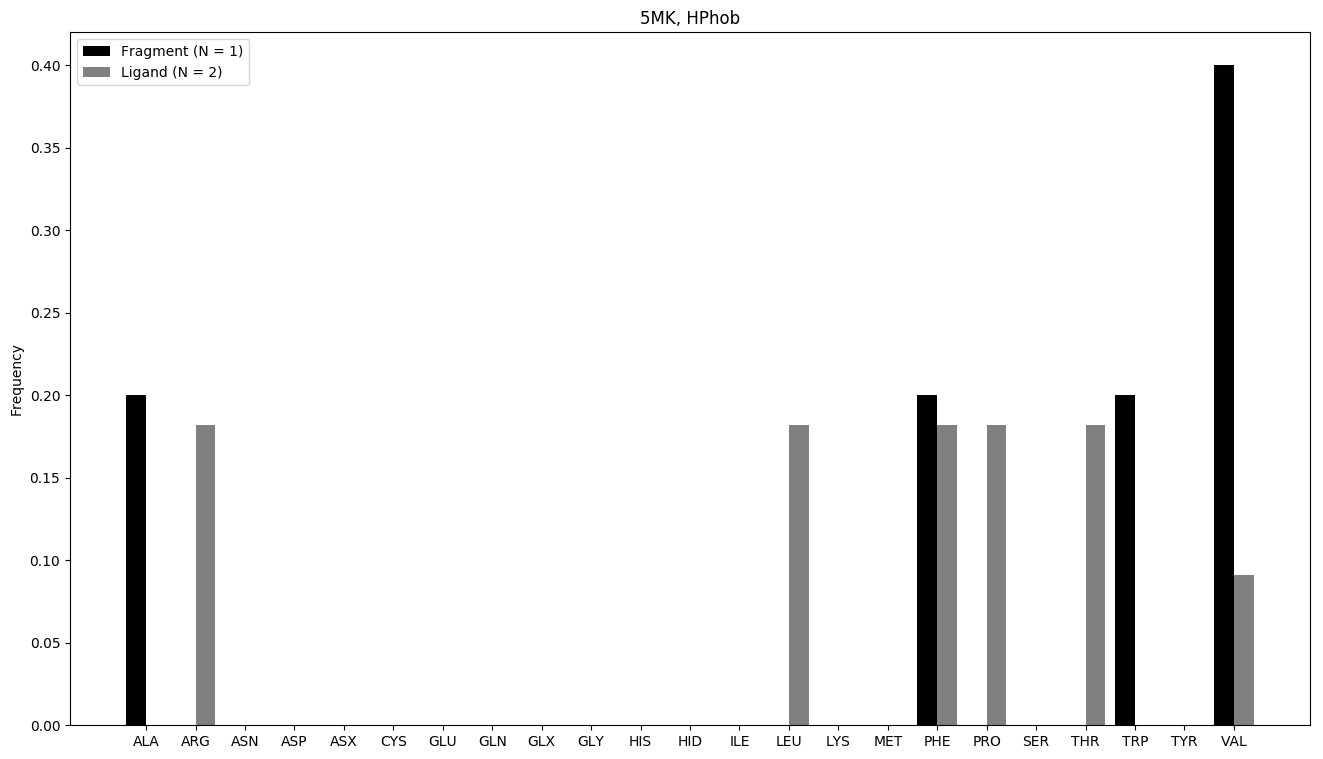 5MK, HPhob
Fragment (N = 1)
Ligand (N = 2)
0.40
0.35
0.30
0.25
0.20
0.15
0.10
0.05
0.00
Frequency
ALA ARG ASN ASP ASX CYS GLU GLN GLX GLY HIS HID ILE LEU LYS MET PHE PRO SER THR TRP TYR VAL